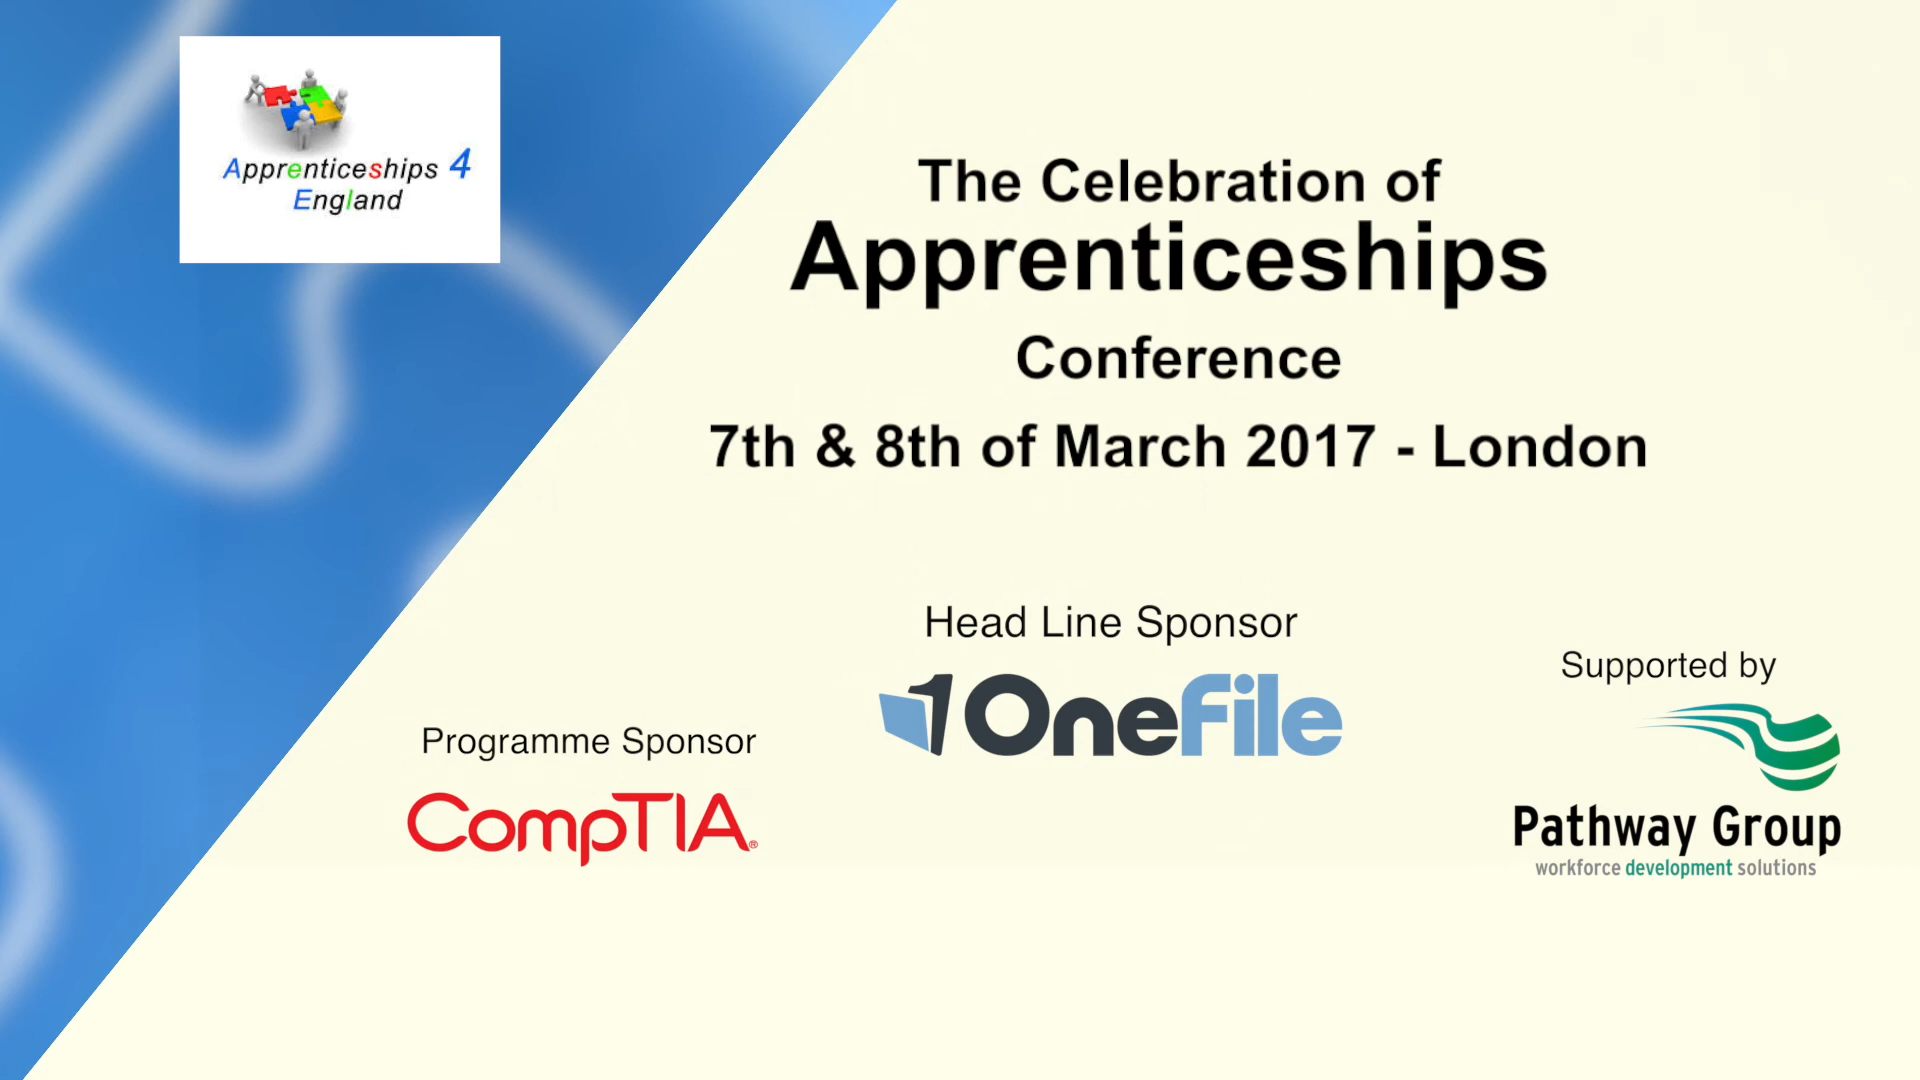 Apprenticeships 4
England
The Celebration of
Apprenticeships
Conference
7th & 8th of March 2017 - London
Head Line Sponsor
1OneFile
Supported by
Pathway Group
workforce development solutions
Programme Sponsor
CompTIA®